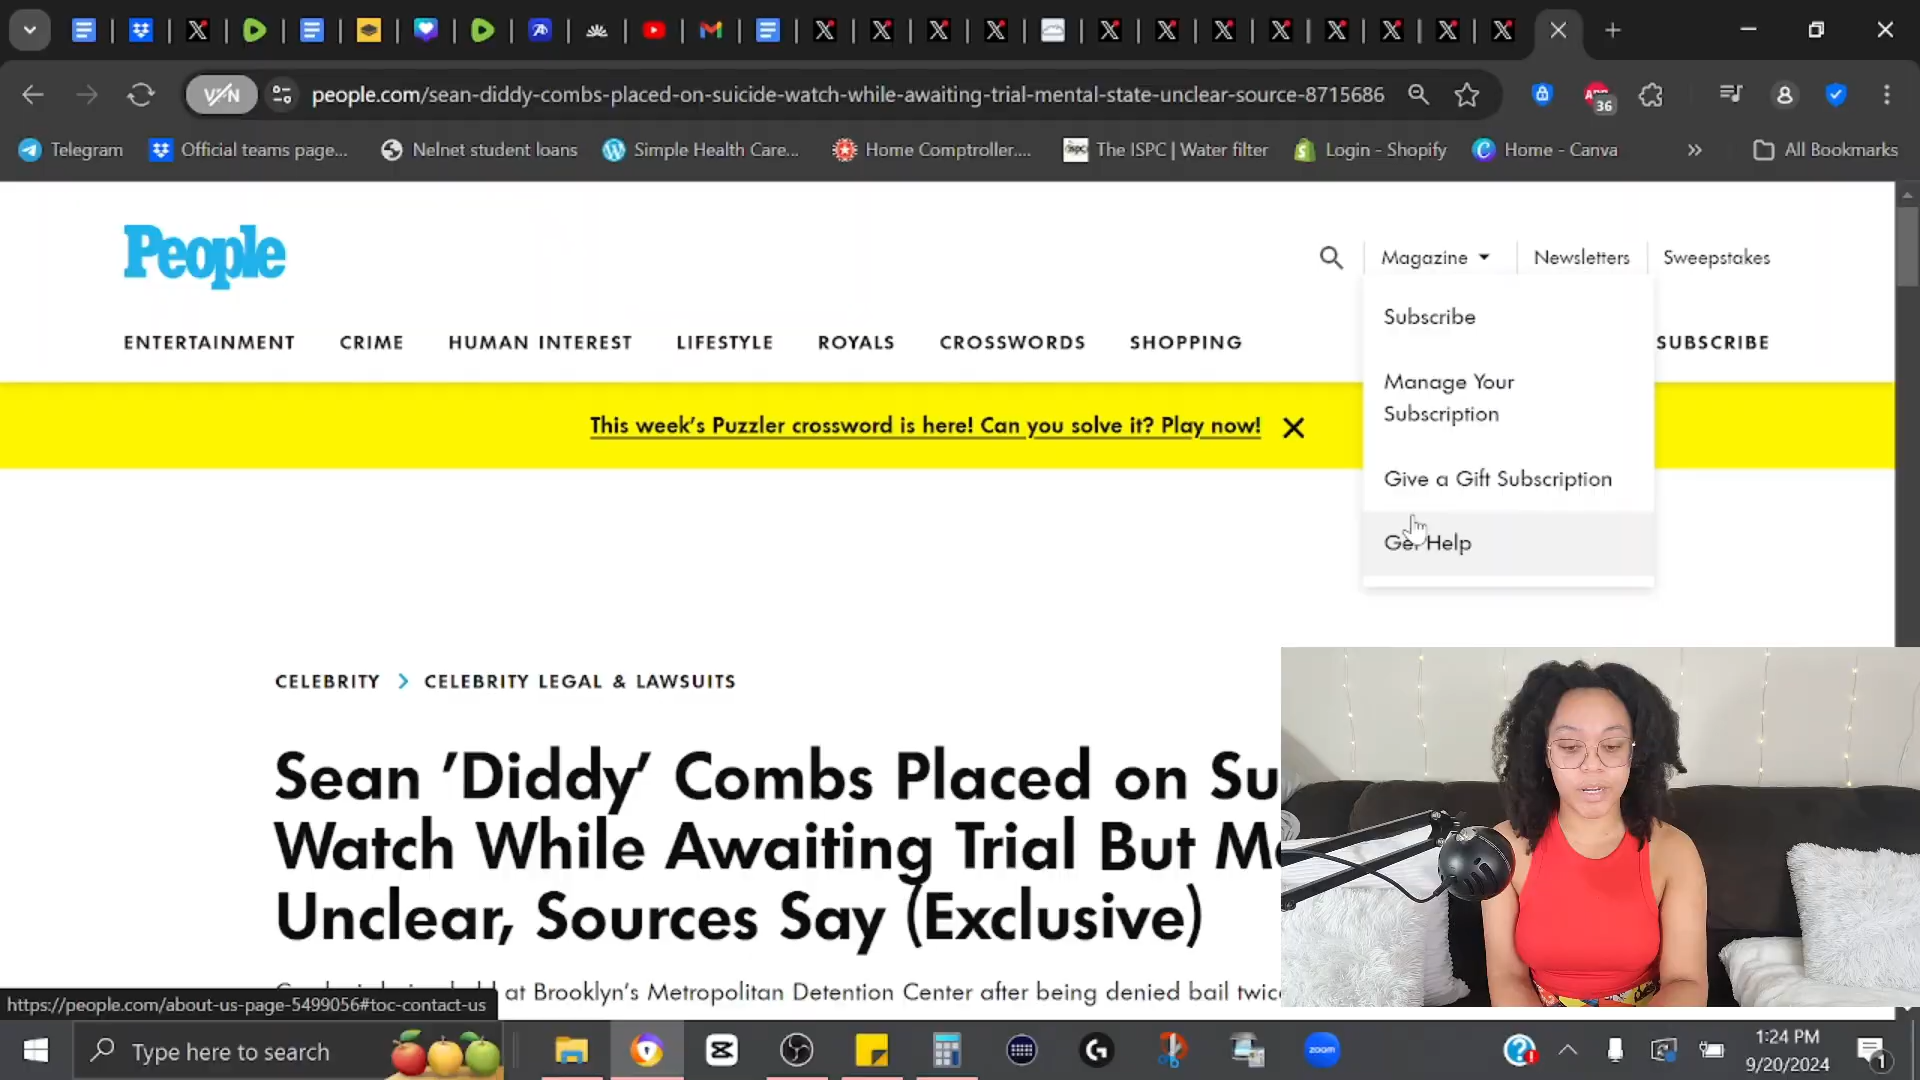 VPN
people.com/sean-diddy-combs-placed-on-suicide-watch-while-awaiting-trial-mental-state-unclear-source-8715686
36
Telegram
Official teams page...
Nelnet student loans
Simple Health Care...
Home Comptroller....
The ISPC | Water filter
Login - Shopify
Home - Canva
All Bookmarks
People
Magazine
Newsletters
Sweepstakes
ENTERTAINMENT
CRIME
HUMAN INTEREST
LIFESTYLE
ROYALS
CROSSWORDS
SHOPPING
SUBSCRIBE
Subscribe
Manage Your
Subscription
Give a Gift Subscription
Get Help
This week's Puzzler crossword is here! Can you solve it? Play now!
CELEBRITY > CELEBRITY LEGAL & LAWSUITS
Sean 'Diddy' Combs Placed on Su
Watch While Awaiting Trial But
Unclear, Sources Say (Exclusive)
at Brooklyn's Metropolitan Detention Center after being denied bail twice
https://people.com/about-us-page-5499056#toc-contact-us
Type here to search
zoom
1:24 PM
9/20/2024
1